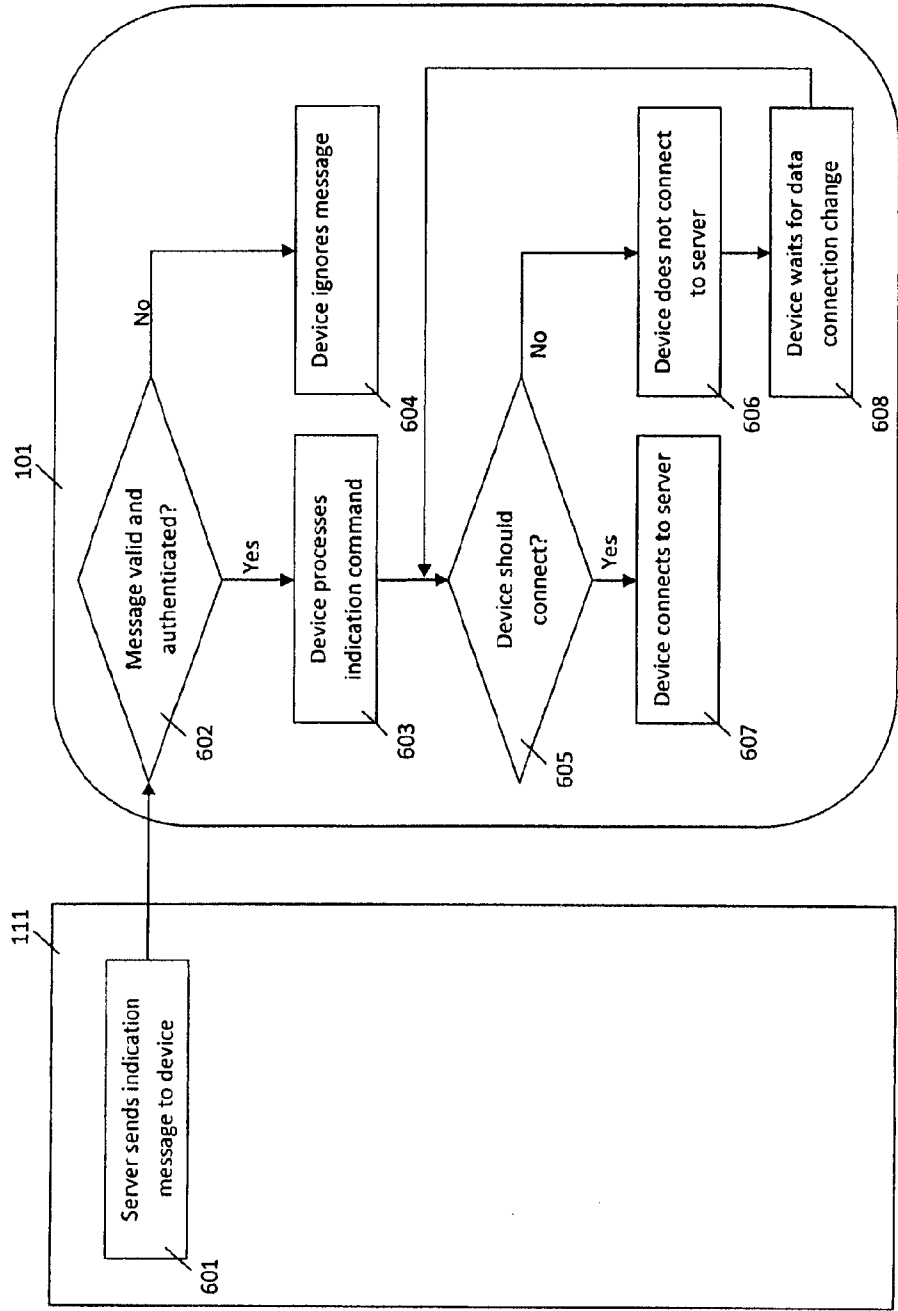 111
Server sends indication
message to device
601
101
Message valid and
authenticated?
602
No
Yes
Device ignores message
604
Device processes
indication command
603
Device should
connect?
605
No
Yes
Device does not connect
to server
606
Device connects to server
607
Device waits for data
connection change
608